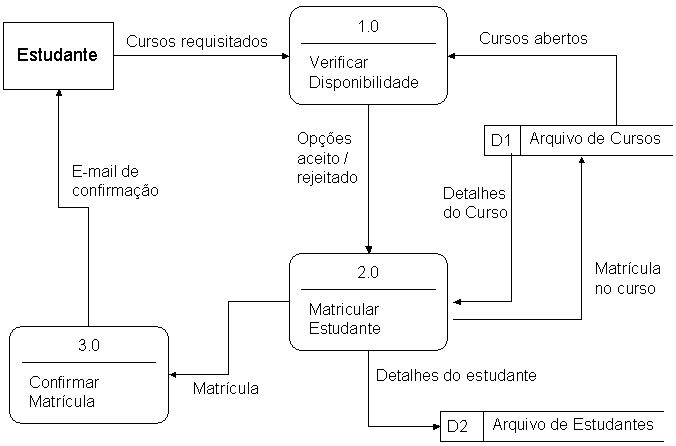 1.0
Estudante
Cursos requisitados
Verificar
Disponibilidade
Cursos abertos
D1
Arquivo de Cursos
Opções
aceito /
rejeitado
E-mail de
confirmação
Detalhes
do Curso
Matrícula
no curso
2.0
Matricular
Estudante
3.0
Confirmar
Matrícula
Matrícula
Detalhes do estudante
D2
Arquivo de Estudantes